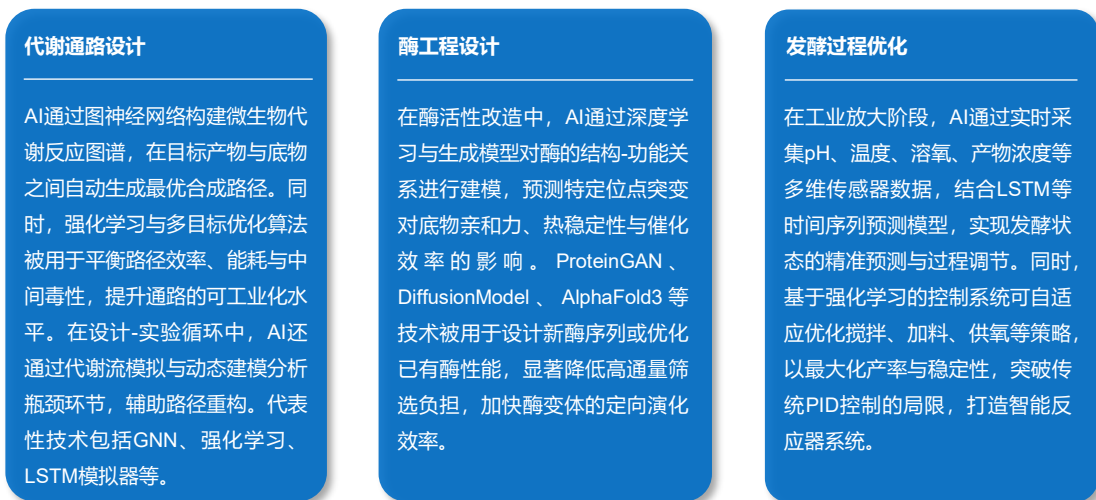 代谢通路设计
AI通过图神经网络构建微生物代
谢反应图谱，在目标产物与底物
之间自动生成最优合成路径。同
时，强化学习与多目标优化算法
被用于平衡路径效率、能耗与中
间毒性，提升通路的可工业化水
平。在设计-实验循环中，AI还
通过代谢流模拟与动态建模分析
瓶颈环节，辅助路径重构。代表
性技术包括GNN、强化学习、
LSTM模拟器等。
酶工程设计
在酶活性改造中，AI通过深度学
习与生成模型对酶的结构-功能关
系进行建模，预测特定位点突变
对底物亲和力、热稳定性与催化
效率的影响。ProteinGAN、
DiffusionModel、AlphaFold3等
技术被用于设计新酶序列或优化
已有酶性能，显著降低高通量筛
选负担，加快酶变体的定向演化
效率。
发酵过程优化
在工业放大阶段，AI通过实时采
集pH、温度、溶氧、产物浓度等
多维传感器数据，结合LSTM等
时间序列预测模型，实现发酵状
态的精准预测与过程调节。同时，
基于强化学习的控制系统可自适
应优化搅拌、加料、供氧等策略，
以最大化产率与稳定性，突破传
统PID控制的局限，打造智能反
应器系统。